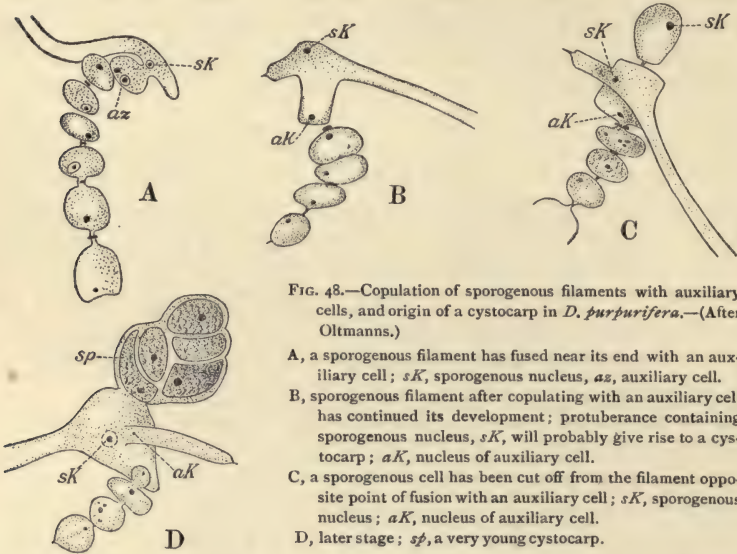 sK
sK
sK
sK
az
aK
aK
A
B
C
FIG. 48.—Copulation of sporogenous filaments with auxiliary
cells, and origin of a cystocarp in D. purpurifera.—(After
Oltmanns.)
A, a sporogenous filament has fused near its end with an aux-
iliary cell; sK, sporogenous nucleus, az, auxiliary cell.
B, sporogenous filament after copulating with an auxiliary cell
has continued its development; protuberance containing
sporogenous nucleus, sK, will probably give rise to a cys-
tocarp; aK, nucleus of auxiliary cell.
C, a sporogenous cell has been cut off from the filament oppo-
site point of fusion with an auxiliary cell; sK, sporogenous
nucleus; aK, nucleus of auxiliary cell.
D, later stage; sp, a very young cystocarp.
sp
sK
aK
D